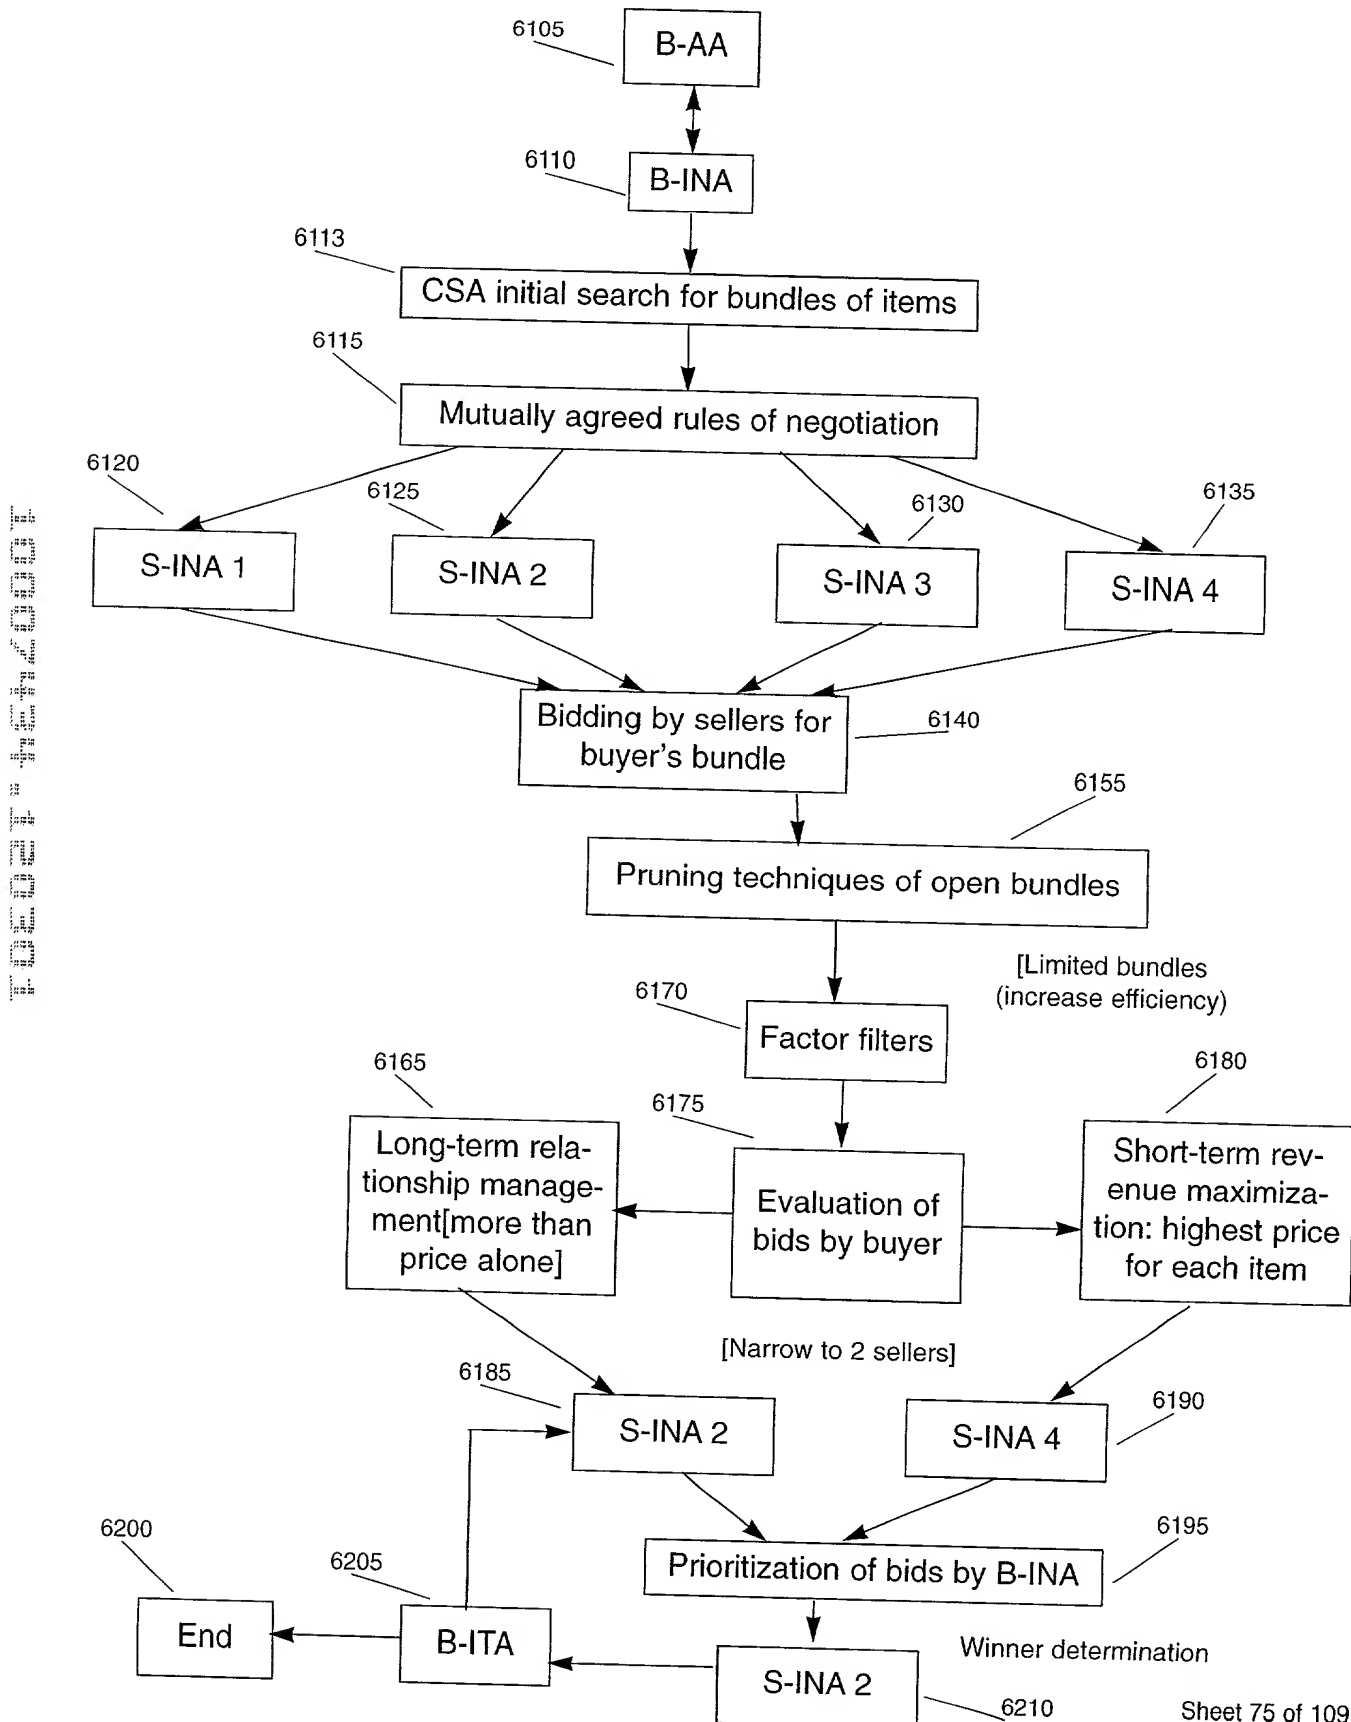 6105
B-AA
6110
B-INA
6113
CSA initial search for bundles of items
6115
Mutually agreed rules of negotiation
6120
6125
6130
6135
S-INA 1
S-INA 2
S-INA 3
S-INA 4
Bidding by sellers for
buyer's bundle
6140
6155
Pruning techniques of open bundles
[Limited bundles
(increase efficiency)
6170
Factor filters
6165
6175
6180
Long-term rela-
tionship manage-
ment[more than
price alone]
Evaluation of
bids by buyer
Short-term rev-
enue maximiza-
tion: highest price
for each item
[Narrow to 2 sellers]
6185
S-INA 2
S-INA 4
6190
6195
Prioritization of bids by B-INA
6200
6205
End
B-ITA
Winner determination
S-INA 2
6210
Sheet 75 of 109
10007434.120301